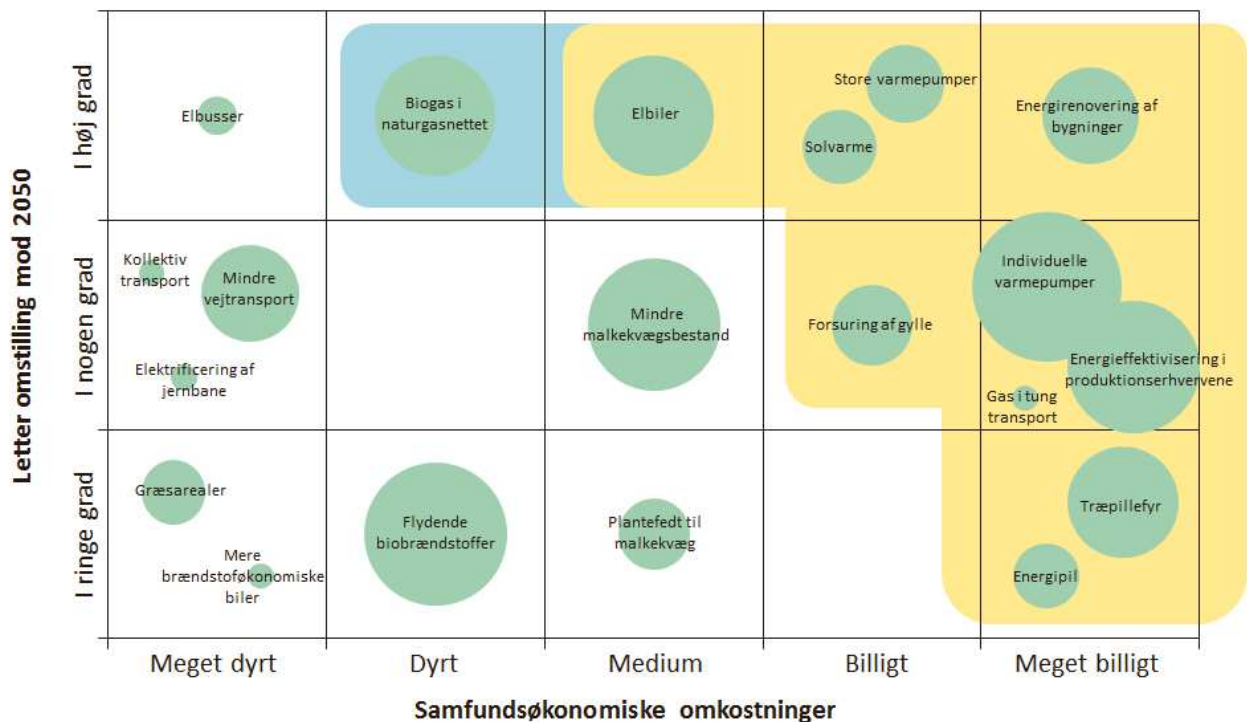 Letter omstilling mod 2050
I høj grad
Elbusser
Biogas i
naturgasnettet
Elbiler
Store varmepumper
Solvarme
Energirenovering af
bygninger
I nogen grad
Kollektiv
transport
Mindre
vejtransport
Elektrificering af
jernbane
Mindre
malkekvægsbestand
Forsuring af gylle
Individuelle
varmepumper
Energieffektivisering i
produktionserhvervene
Gas i tung
transport
I ringe grad
Græsarealer
Mere
brændstoføkonomiske
biler
Flydende
biobrændstoffer
Plantefedt til
malkekvæg
Træpillefyr
Energipil
Meget dyrt
Dyrt
Medium
Billigt
Meget billigt
Samfundsøkonomiske omkostninger